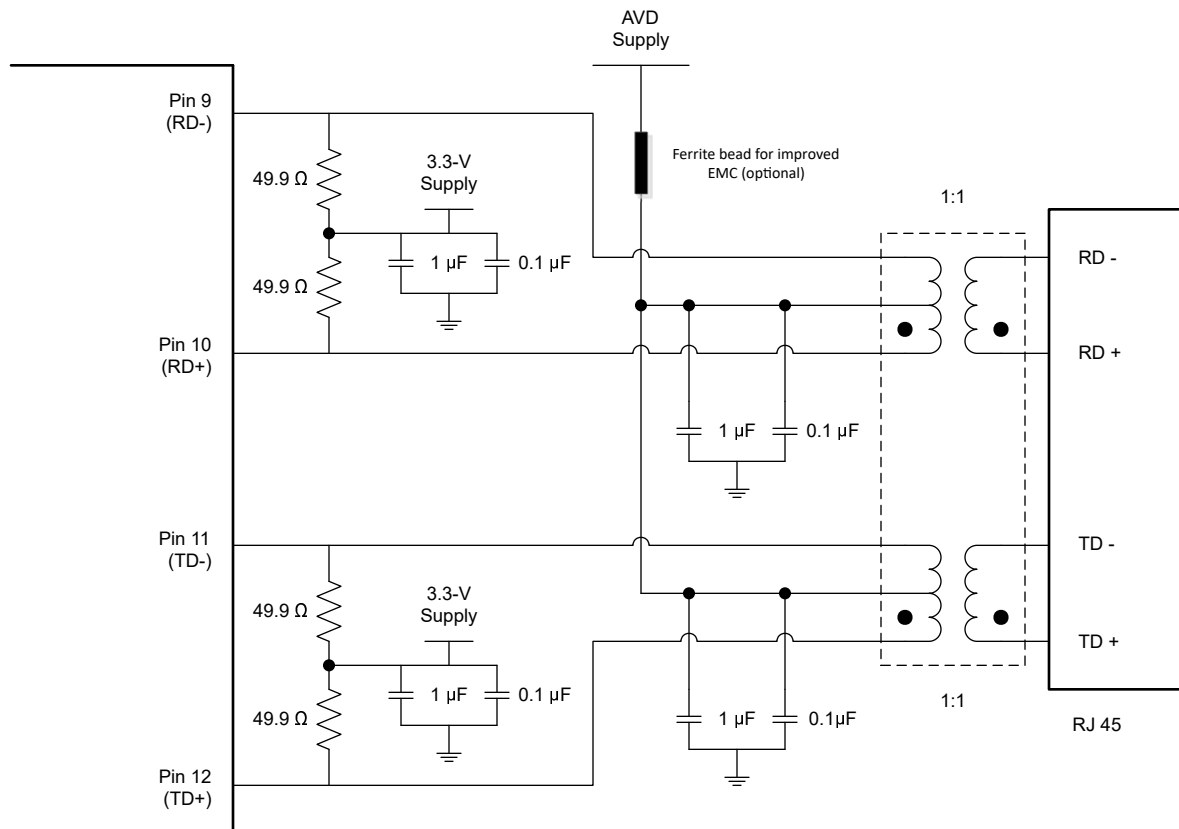 AVD
Supply
Pin 9
(RD-)
49.9 Ω
3.3-V
Supply
Ferrite bead for improved
EMC (optional)
1:1
1 µF
0.1 µF
49.9 Ω
RD -
Pin 10
(RD+)
RD +
1 µF
0.1 µF
Pin 11
(TD-)
TD -
49.9 Ω
3.3-V
Supply
TD +
1 µF
0.1 µF
49.9 Ω
1 µF
0.1µF
1:1
RJ 45
Pin 12
(TD+)